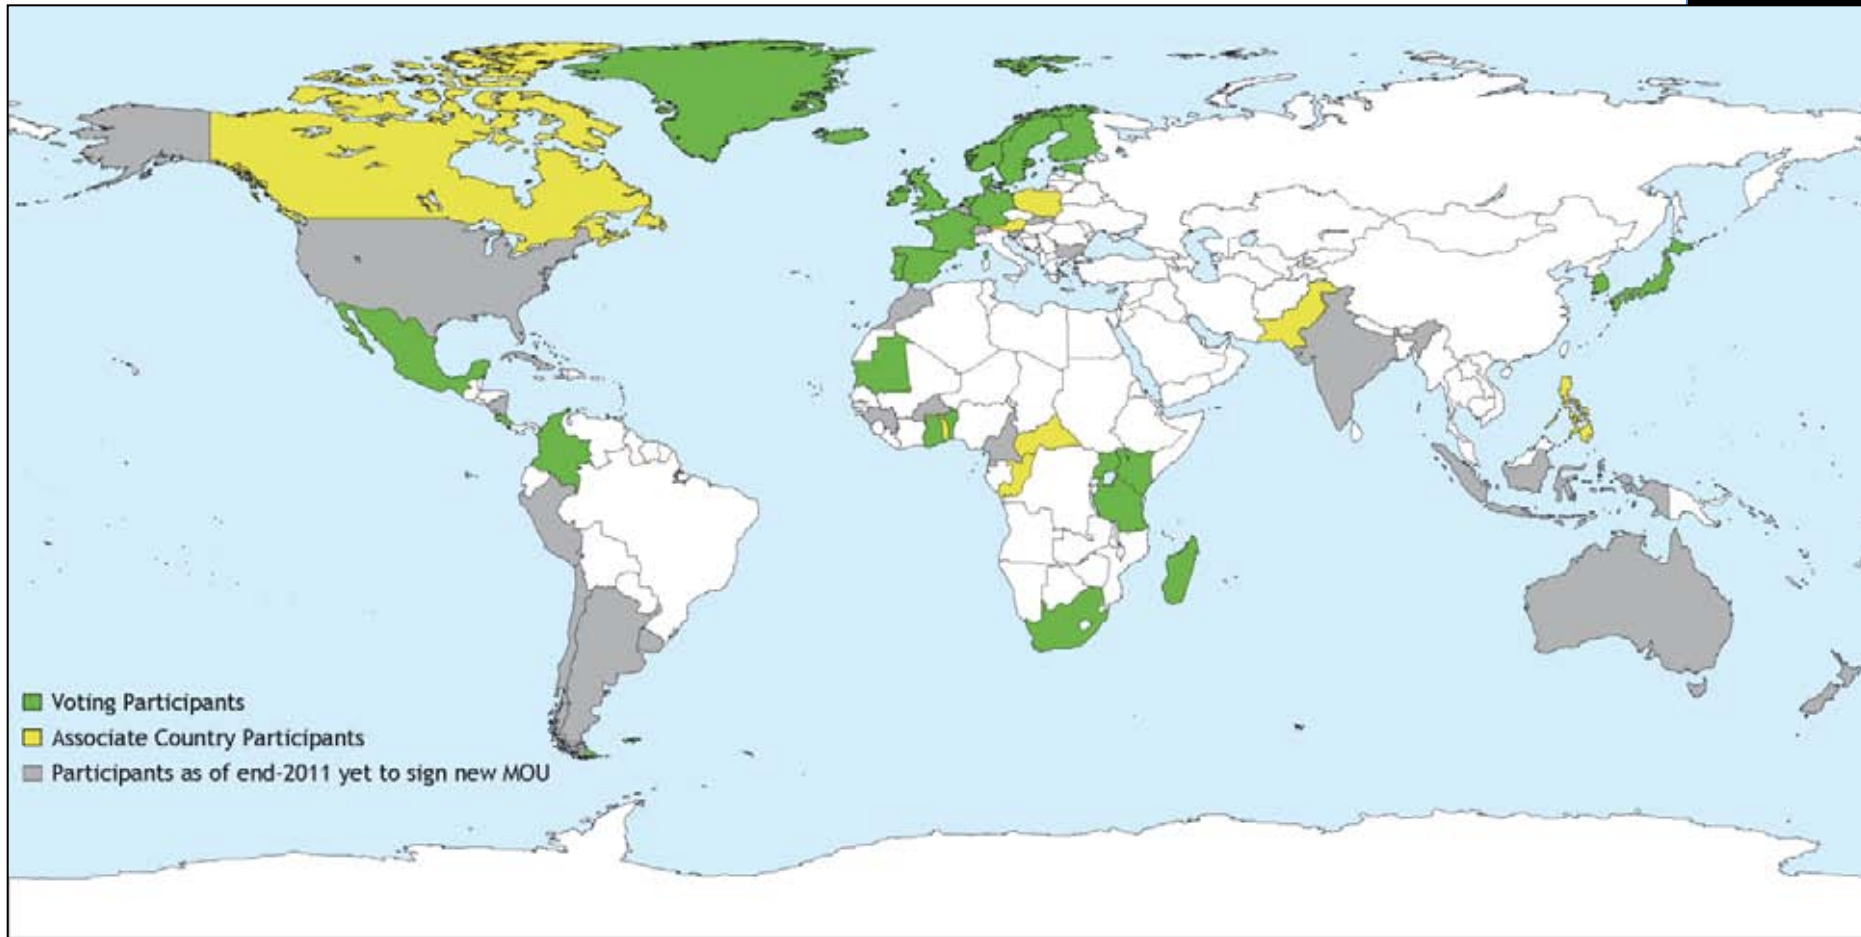 Voting Participants
Associate Country Participants
Participants as of end-2011 yet to sign new MOU